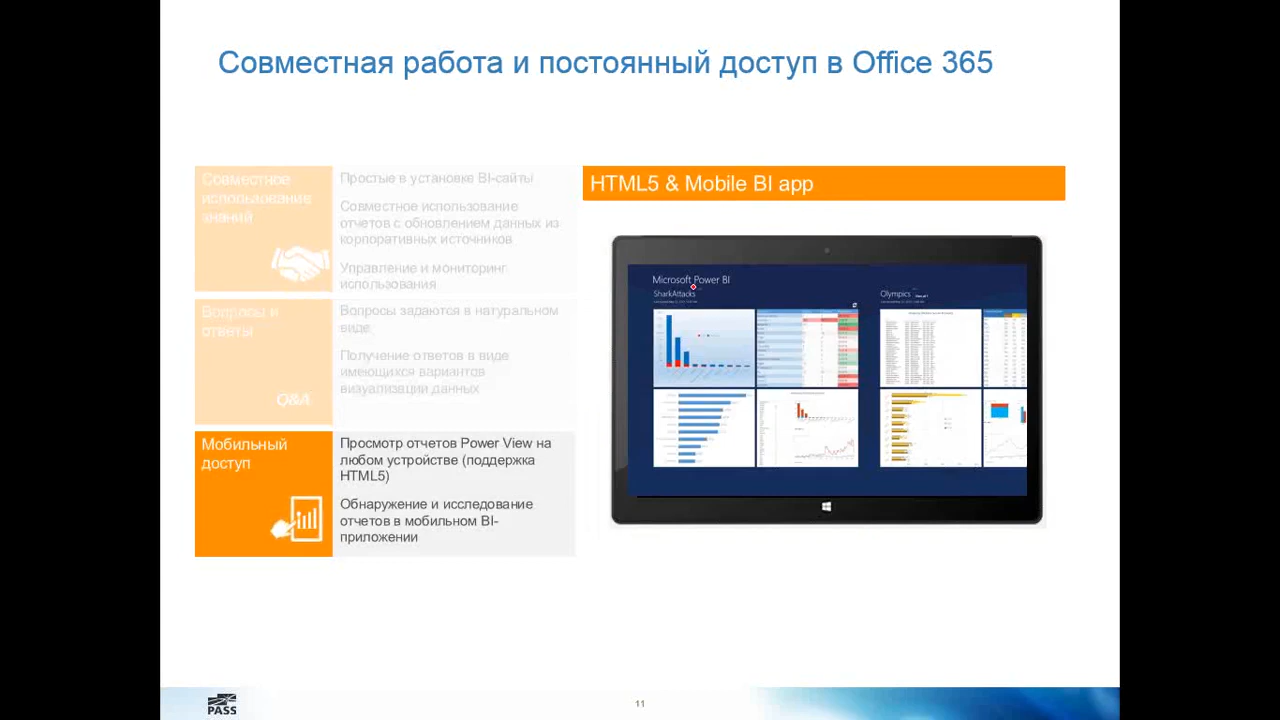 Совместная работа и постоянный доступ в Office 365
Совместное
использование
знаний
Простые в установке BI-сайты
Совместное использование
отчетов с обновлением данных из
корпоративных источников
Управление и мониторинг
использования
Вопросы и
ответы
Q&A
Вопросы задаются в натуральном
виде
Получение ответов в виде
имеющихся вариантов
визуализации данных
Мобильный
доступ
Просмотр отчетов Power View на
любом устройстве (поддержка
HTML5)
Обнаружение и исследование
отчетов в мобильном BI-
приложении
HTML5 & Mobile BI app
Microsoft Power BI
SharkAttacks
Olympics
PASS
11